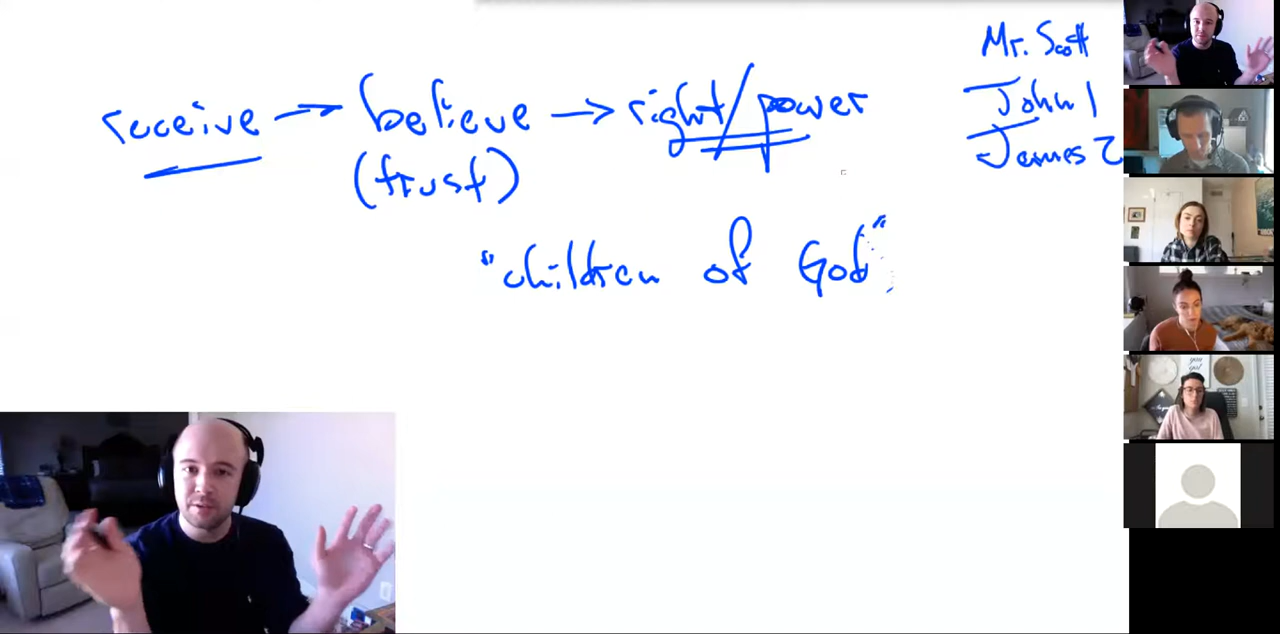 receive → believe → right/power
(trust)
"children of God"
Mr. Scott
John 1
James 2